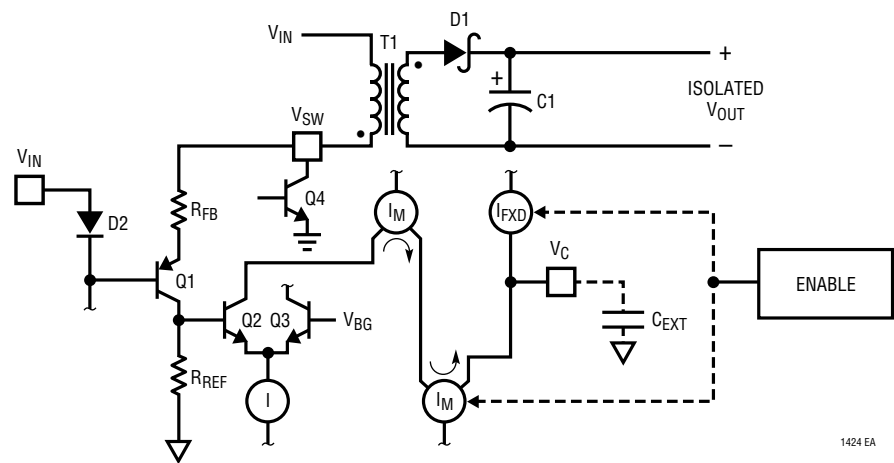 D1
V_IN
T1
+
+
C1
ISOLATED
V_OUT
−
V_SW
V_IN
R_FB
Q4
D2
I_M
I_FXD
V_C
ENABLE
Q1
C_EXT
Q2
Q3
V_BG
R_REF
I
I_M
1424 EA